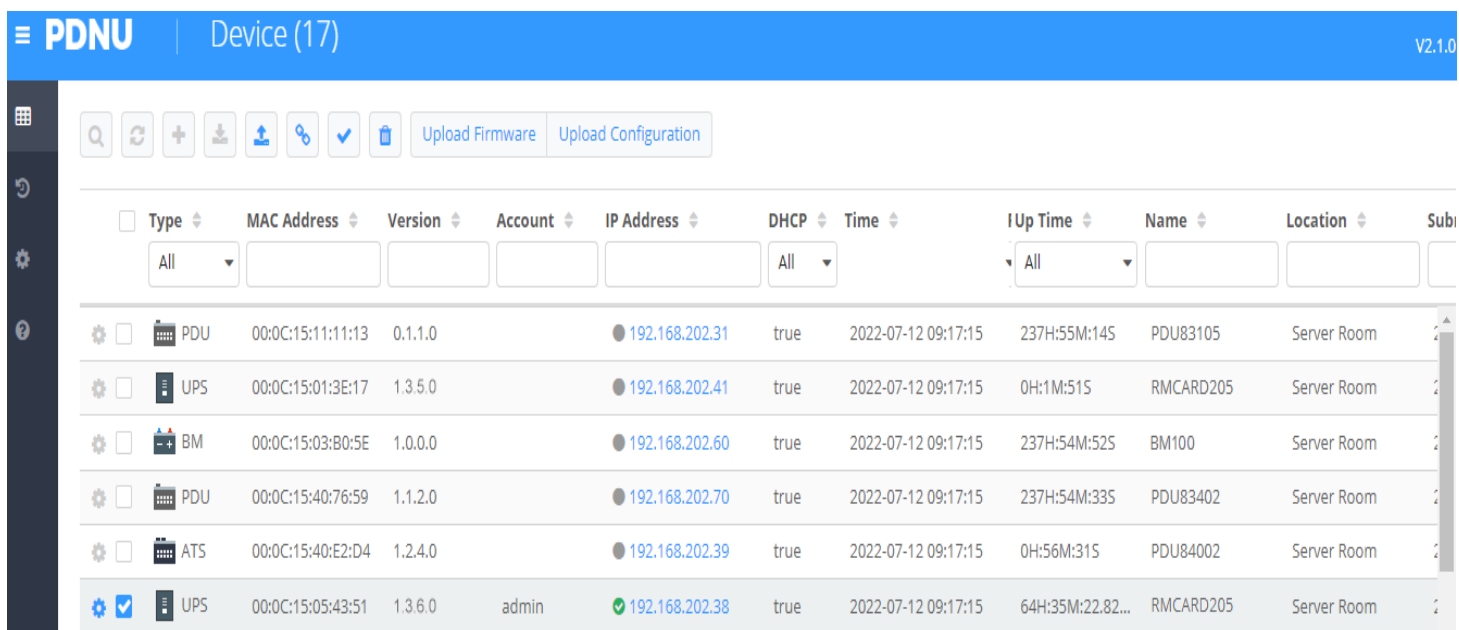 PDNU Device (17)
V2.1.0
Upload Firmware Upload Configuration
Type MAC Address Version Account IP Address DHCP Time Up Time Name Location
All All All
PDU 00:0C:15:11:11:13 0.1.1.0 192.168.202.31 true 2022-07-12 09:17:15 237H:55M:14S PDU83105 Server Room
UPS 00:0C:15:01:3E:17 1.3.5.0 192.168.202.41 true 2022-07-12 09:17:15 0H:1M:51S RMCARD205 Server Room
BM 00:0C:15:03:B0:5E 1.0.0.0 192.168.202.60 true 2022-07-12 09:17:15 237H:54M:52S BM100 Server Room
PDU 00:0C:15:40:76:59 1.1.2.0 192.168.202.70 true 2022-07-12 09:17:15 237H:54M:33S PDU83402 Server Room
ATS 00:0C:15:40:E2:D4 1.2.4.0 192.168.202.39 true 2022-07-12 09:17:15 0H:56M:31S PDU84002 Server Room
UPS 00:0C:15:05:43:51 1.3.6.0 admin 192.168.202.38 true 2022-07-12 09:17:15 64H:35M:22.82... RMCARD205 Server Room